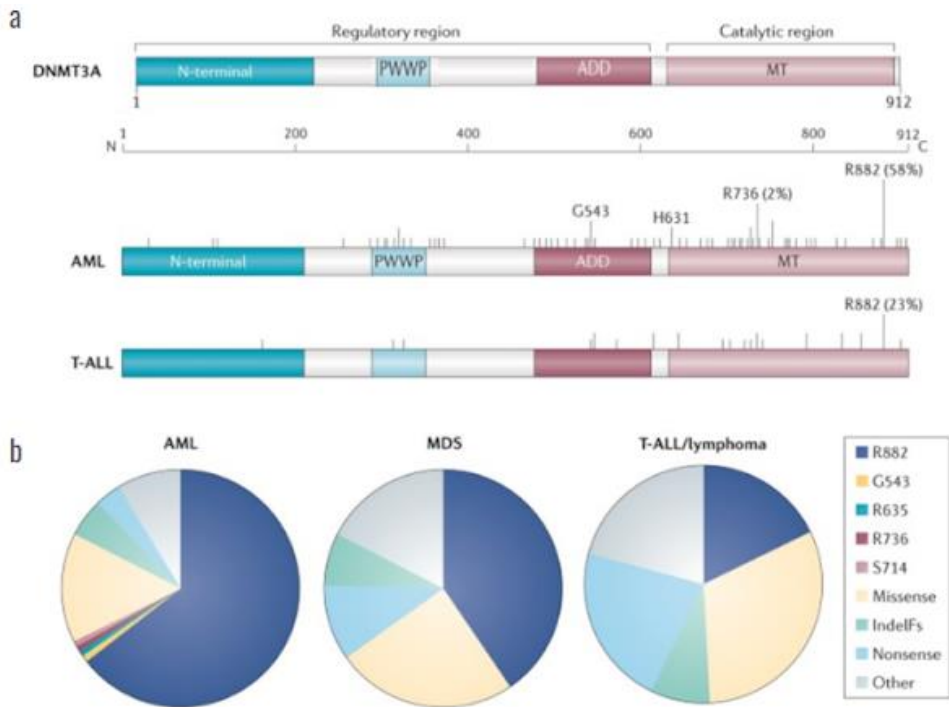 a
Regulatory region
Catalytic region
DNMT3A
N-terminal
PWWP
ADD
MT
1
912
N
1
200
400
600
800
912
C
R882 (58%)
R736 (2%)
G543
H631
AML
N-terminal
PWWP
ADD
MT
R882 (23%)
T-ALL
b
AML
MDS
T-ALL/lymphoma
R882
G543
R635
R736
S714
Missense
IndelFs
Nonsense
Other